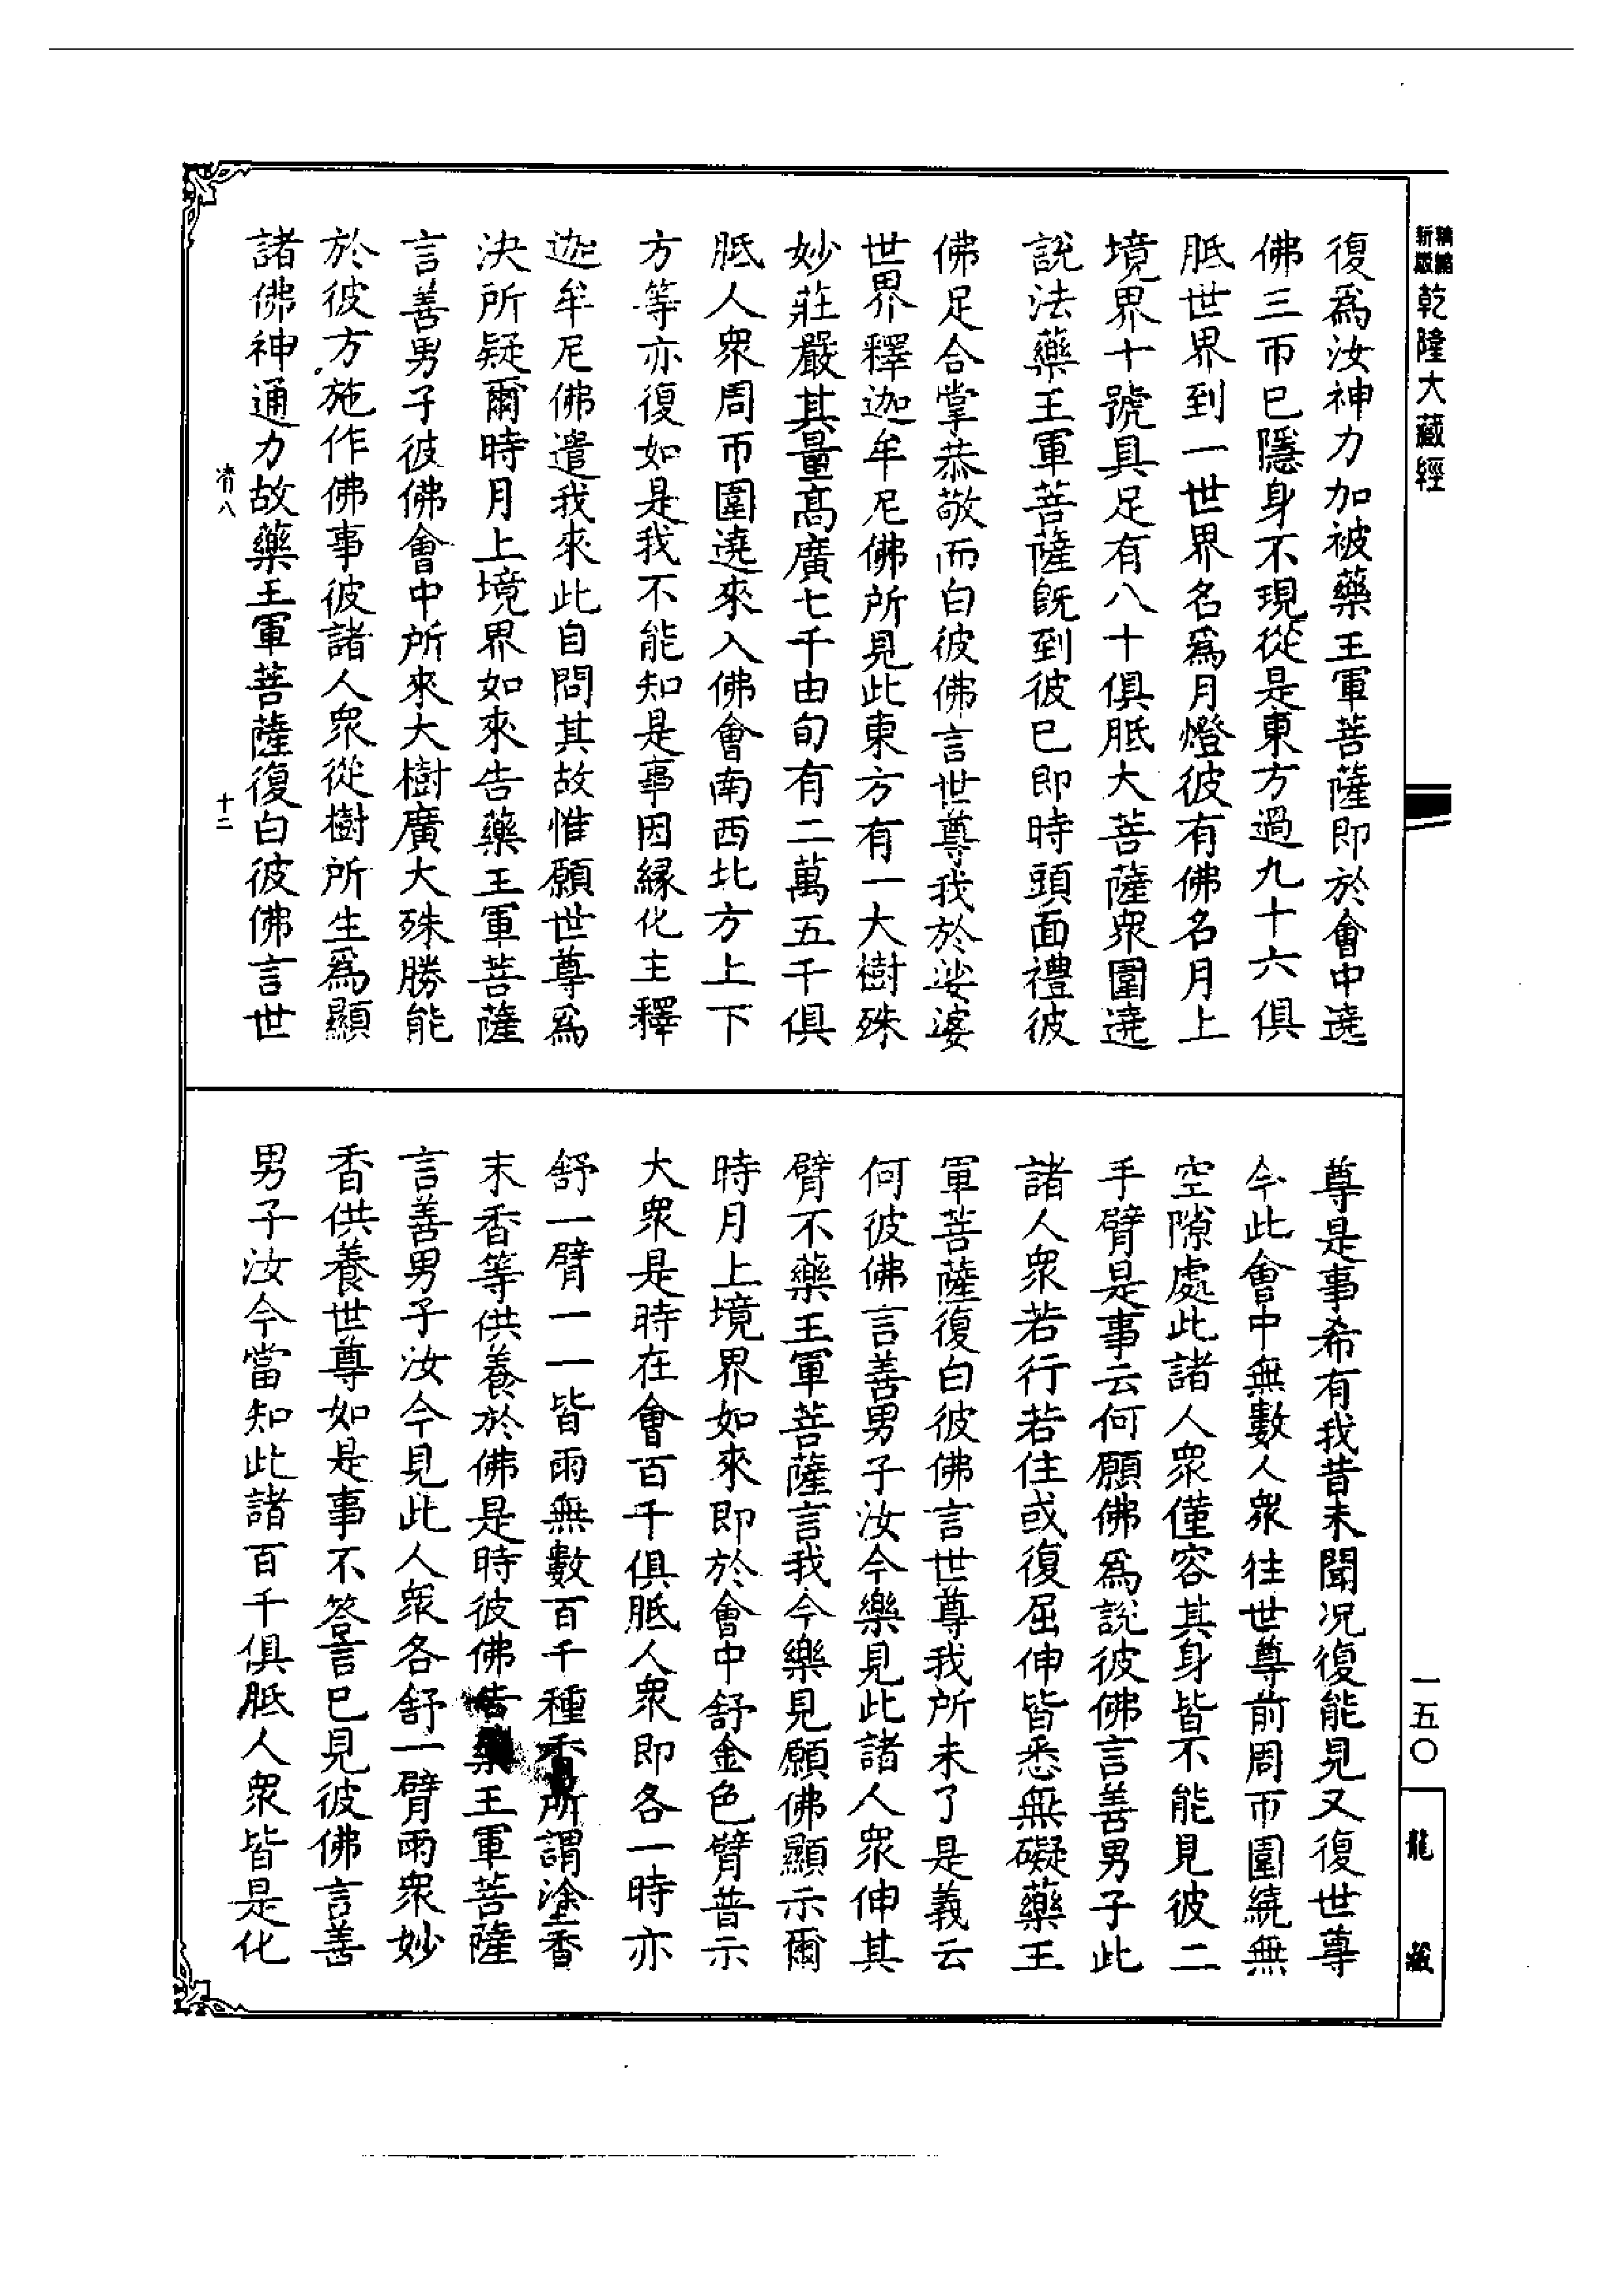 精縮新版乾隆大藏經
復爲汝神力加被藥王軍菩薩即於會中遶
佛三帀已隱身不現從是東方過九十六俱
胝世界到一世界名爲月燈彼有佛名月上
境界十號具足有八十俱胝大菩薩衆圍遶
說法藥王軍菩薩旣到彼已即時頭面禮彼
佛足合掌恭敬而白彼佛言世尊我於娑婆
世界釋迦牟尼佛所見此東方有一大樹殊
妙莊嚴其量高廣七千由旬有二萬五千俱
胝人衆周帀圍遶來入佛會南西北方上下
方等亦復如是我不能知是事因緣化主釋
迦牟尼佛遣我來此自問其故惟願世尊爲
決所疑爾時月上境界如來告藥王軍菩薩
言善男子彼佛會中所來大樹廣大殊勝能
於彼方施作佛事彼諸人衆從樹所生爲顯
諸佛神通力故藥王軍菩薩復白彼佛言世
八 十二
尊是事希有我昔未聞况復能見又復世尊
今此會中無數人衆往世尊前周帀圍繞無
空隙處此諸人衆僅容其身皆不能見彼二
手臂是事云何願佛爲說彼佛言善男子此
諸人衆若行若住或復屈伸皆悉無礙藥王
軍菩薩復白彼佛言世尊我所未了是義云
何彼佛言善男子汝今樂見此諸人衆伸其
臂不藥王軍菩薩言我今樂見願佛顯示爾
時月上境界如來即於會中舒金色臂普示
大衆是時在會百千俱胝人衆即各一時亦
舒一臂一一皆雨無數百千種香所謂塗香
末香等供養於佛是時彼佛告藥王軍菩薩
言善男子汝今見此人衆各舒一臂雨衆妙
香供養世尊如是事不答言已見彼佛言善
男子汝今當知此諸百千俱胝人衆皆是化
一五〇
龍藏